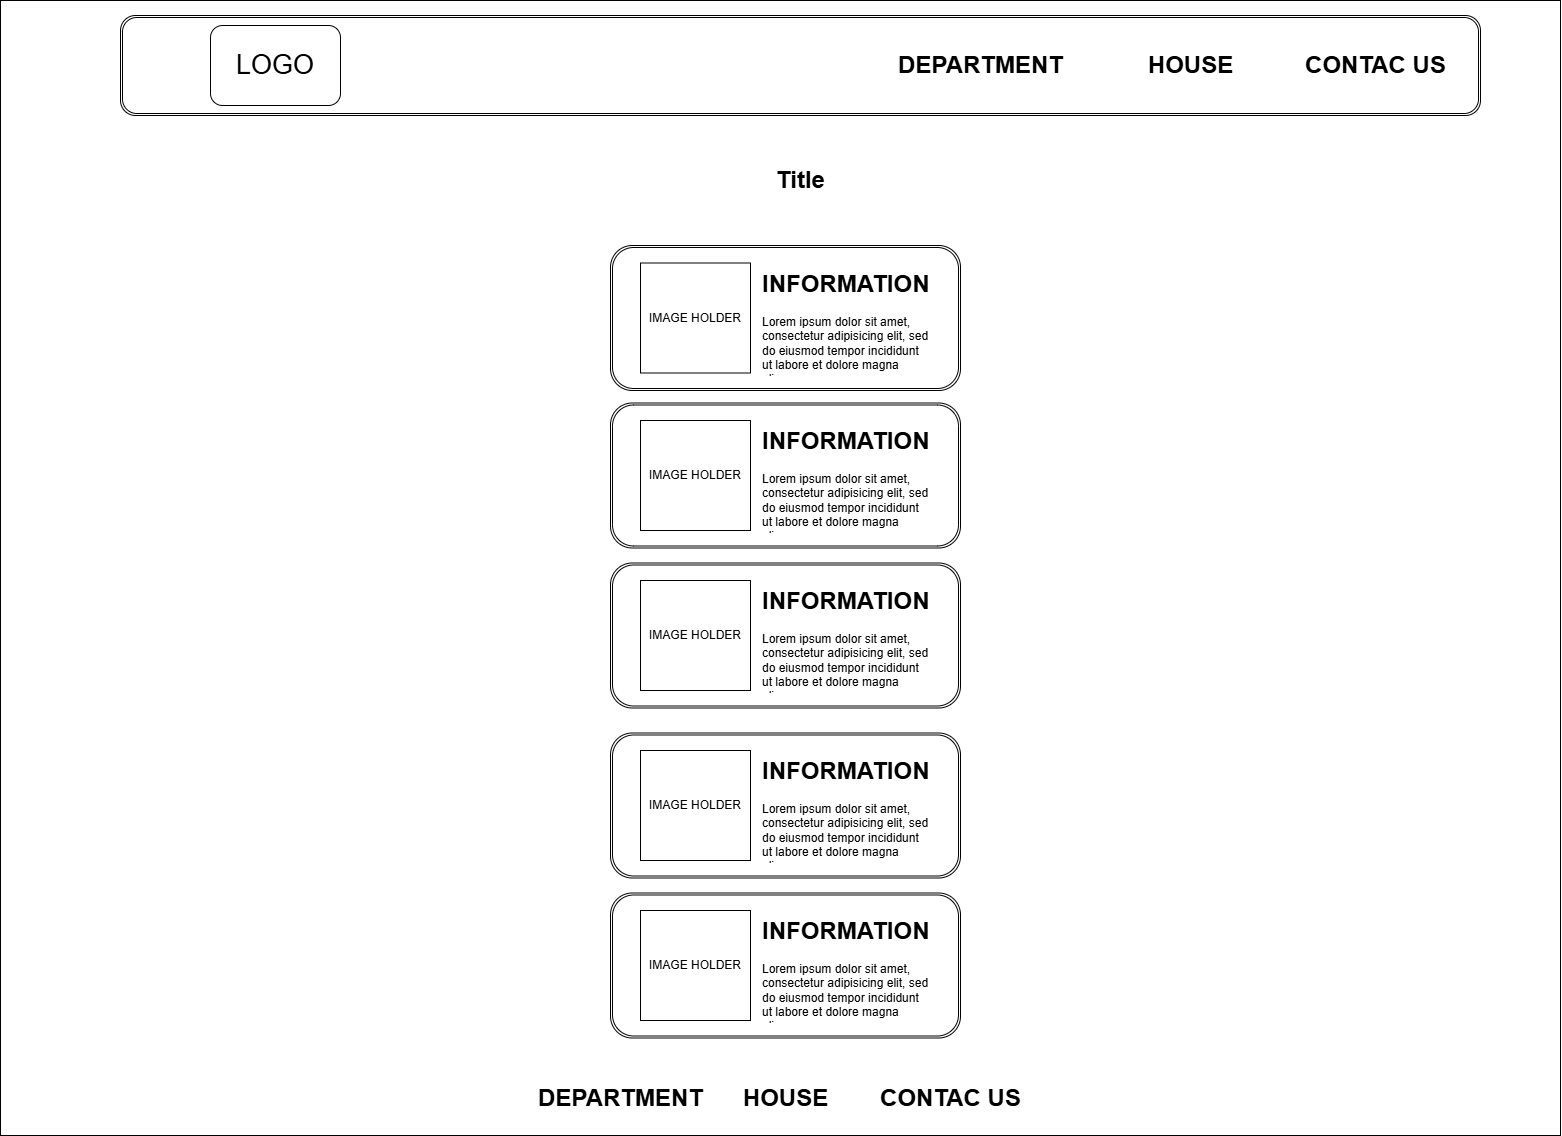 LOGO
DEPARTMENT HOUSE CONTAC US
Title
INFORMATION
IMAGE HOLDER
Lorem ipsum dolor sit amet,
consectetur adipisicing elit, sed
do eiusmod tempor incididunt
ut labore et dolore magna
INFORMATION
IMAGE HOLDER
Lorem ipsum dolor sit amet,
consectetur adipisicing elit, sed
do eiusmod tempor incididunt
ut labore et dolore magna
INFORMATION
IMAGE HOLDER
Lorem ipsum dolor sit amet,
consectetur adipisicing elit, sed
do eiusmod tempor incididunt
ut labore et dolore magna
INFORMATION
IMAGE HOLDER
Lorem ipsum dolor sit amet,
consectetur adipisicing elit, sed
do eiusmod tempor incididunt
ut labore et dolore magna
INFORMATION
IMAGE HOLDER
Lorem ipsum dolor sit amet,
consectetur adipisicing elit, sed
do eiusmod tempor incididunt
ut labore et dolore magna
DEPARTMENT HOUSE CONTAC US